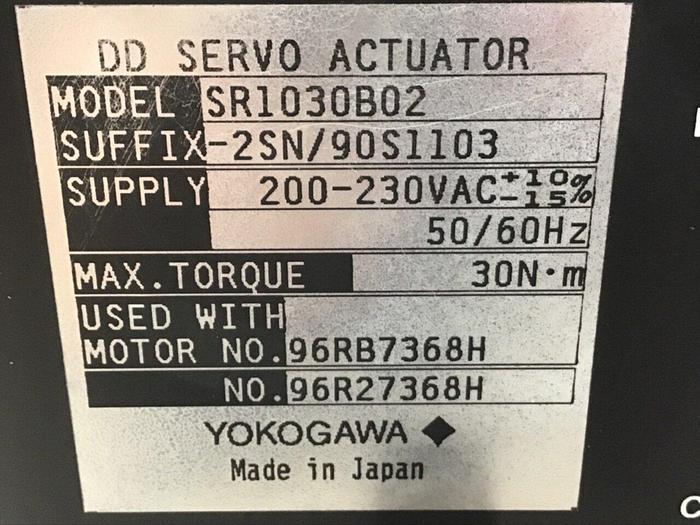 DD SERVO ACTUATOR
MODEL SR1030B02
SUFFIX-2SN/90S1103
SUPPLY 200-230VAC+10%
-15%
50/60Hz
MAX.TORQUE 30N·m
USED WITH
MOTOR NO.96RB7368H
NO.96R27368H
YOKOGAWA
Made in Japan